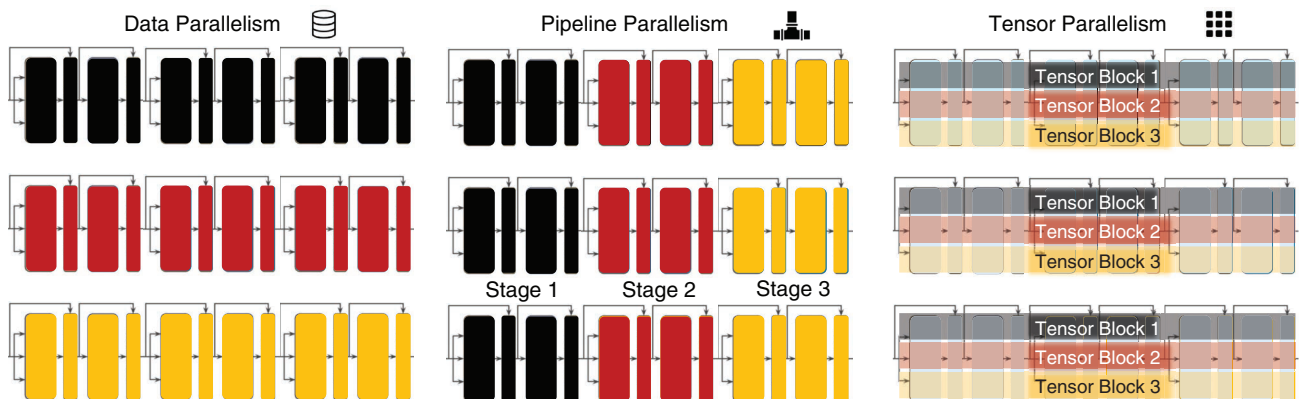 Data Parallelism
Pipeline Parallelism
Tensor Parallelism
Tensor Block 1
Tensor Block 2
Tensor Block 3
Tensor Block 1
Tensor Block 2
Tensor Block 3
Stage 1
Stage 2
Stage 3
Tensor Block 1
Tensor Block 2
Tensor Block 3